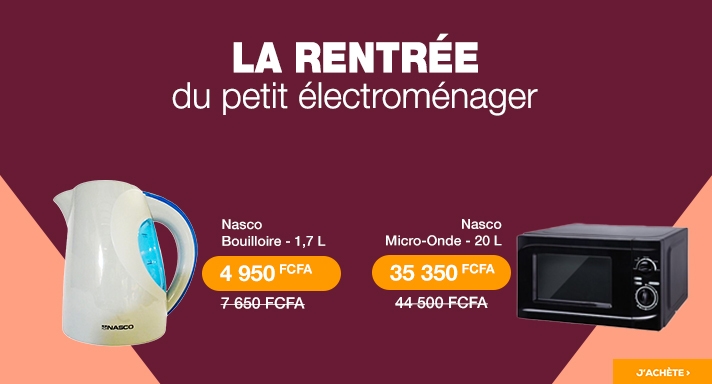 LA RENTRÉE
du petit électroménager
Nasco
Bouilloire - 1,7 L
4 950 FCFA
7 650 FCFA
Nasco
Micro-Onde - 20 L
35 350 FCFA
44 500 FCFA
NASCO
J'ACHÈTE ›